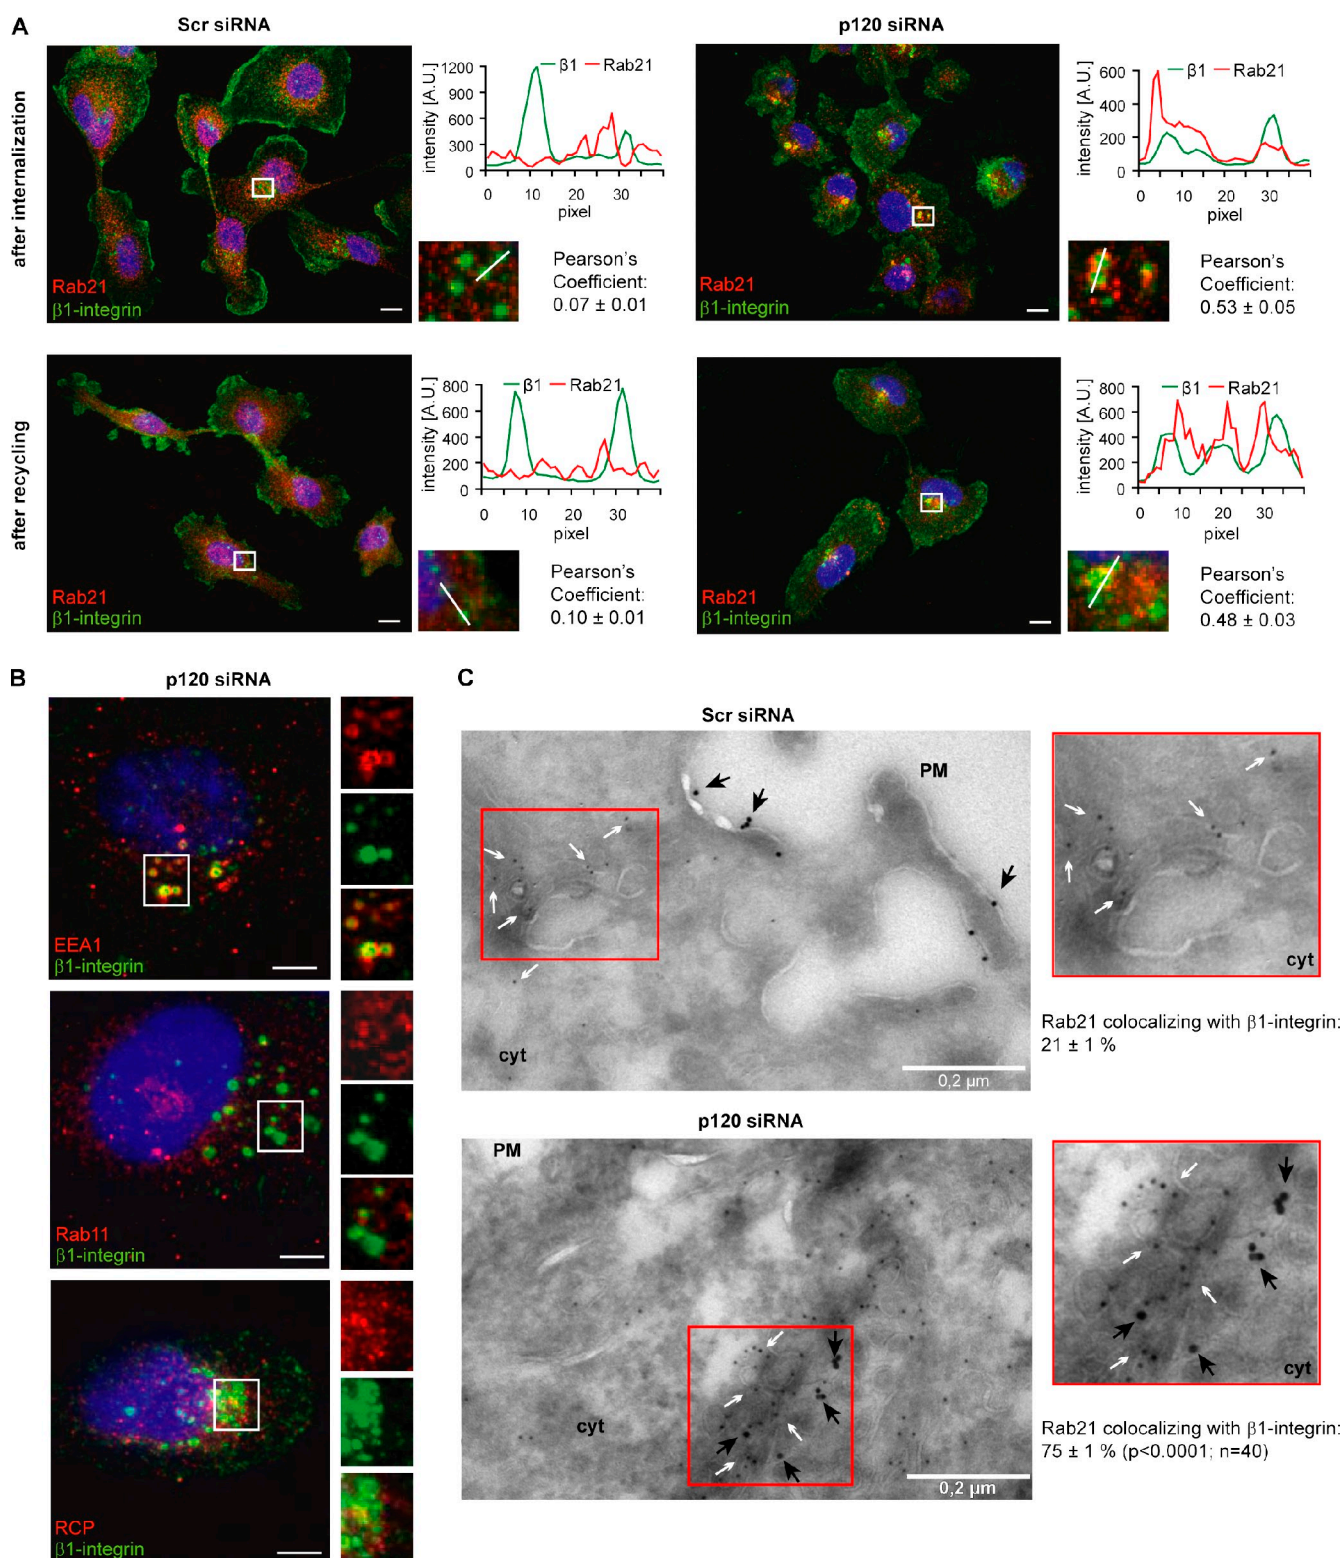 A
Scr siRNA
p120 siRNA
after internalization
Rab21
β1-integrin
intensity [A.U.]
1200
900
600
300
0
β1 Rab21
0 10 20 30
pixel
Pearson's
Coefficient:
0.07 ± 0.01
Rab21
β1-integrin
intensity [A.U.]
600
400
200
0
β1 Rab21
0 10 20 30
pixel
Pearson's
Coefficient:
0.53 ± 0.05
after recycling
Rab21
β1-integrin
intensity [A.U.]
800
600
400
200
0
β1 Rab21
0 10 20 30
pixel
Pearson's
Coefficient:
0.10 ± 0.01
Rab21
β1-integrin
intensity [A.U.]
800
600
400
200
0
β1 Rab21
0 10 20 30
pixel
Pearson's
Coefficient:
0.48 ± 0.03
B
p120 siRNA
EEA1
β1-integrin
Rab11
β1-integrin
RCP
β1-integrin
C
Scr siRNA
PM
cyt
0,2 µm
cyt
Rab21 colocalizing with β1-integrin:
21 ± 1 %
p120 siRNA
PM
cyt
0,2 µm
cyt
Rab21 colocalizing with β1-integrin:
75 ± 1 % (p<0.0001; n=40)